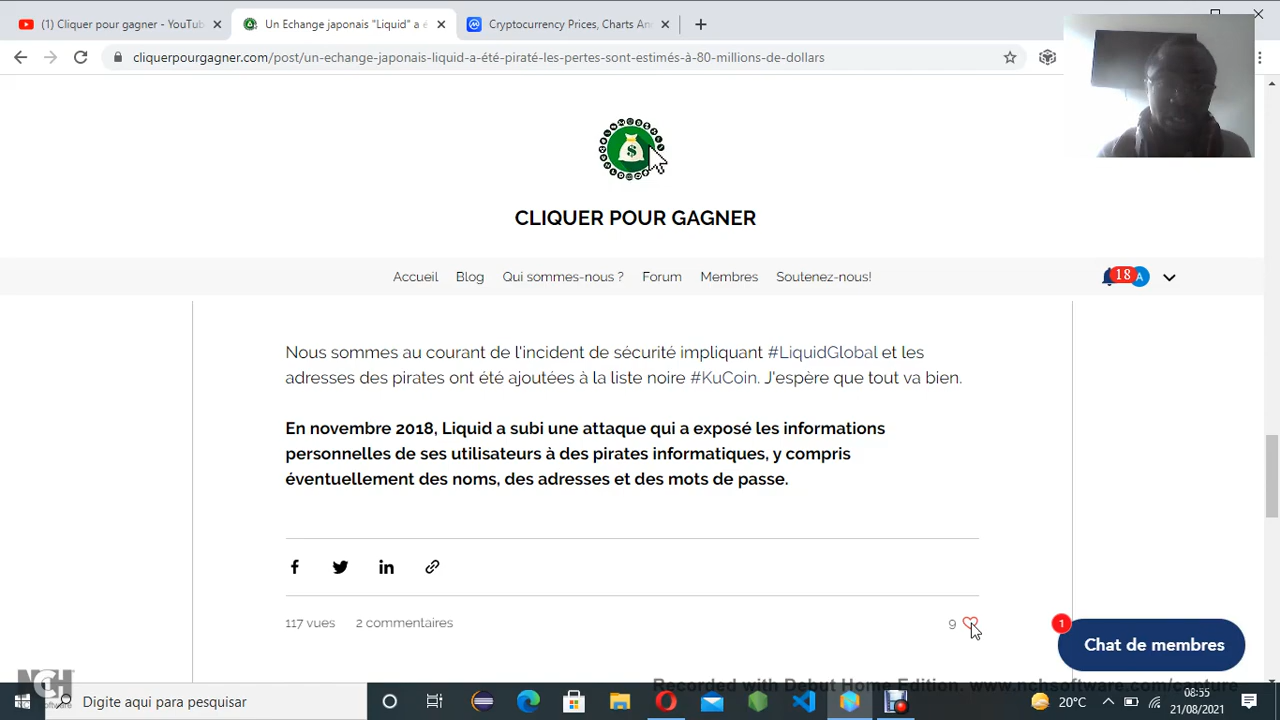 (1) Cliquer pour gagner - YouTub
Un Echange japonais "Liquid" a é
Cryptocurrency Prices, Charts An
cliquerpourgagner.com/post/un-echange-japonais-liquid-a-été-piraté-les-pertes-sont-estimés-à-80-millions-de-dollars
$
CLIQUER POUR GAGNER
Accueil Blog Qui sommes-nous ? Forum Membres Soutenez-nous! 18 A
Nous sommes au courant de l'incident de sécurité impliquant #LiquidGlobal et les
adresses des pirates ont été ajoutées à la liste noire #KuCoin. J'espère que tout va bien.
En novembre 2018, Liquid a subi une attaque qui a exposé les informations
personnelles de ses utilisateurs à des pirates informatiques, y compris
éventuellement des noms, des adresses et des mots de passe.
117 vues 2 commentaires 9
1
Chat de membres
NCH
Recorded with Debut Home Edition. www.nchsoftware.com/capture
Digite aqui para pesquisar
20°C
08:55
21/08/2021